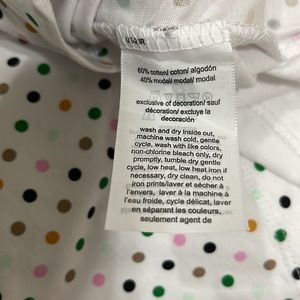 60% cotton/ coton/ algodón
40% modal/ modal/ modal
exclusive of decoration/ sauf
décoration/ excluye la
decoración
wash and dry inside out,
machine wash cold, gentle
cycle, wash with like colors,
non-chlorine bleach only, dry
promptly, tumble dry gentle
cycle, low heat, low heat iron if
necessary, dry clean, do not
iron prints/laver et sécher à
l'envers, laver à la machine à
l'eau froide, cycle délicat, laver
en séparant les couleurs,
seulement agent de